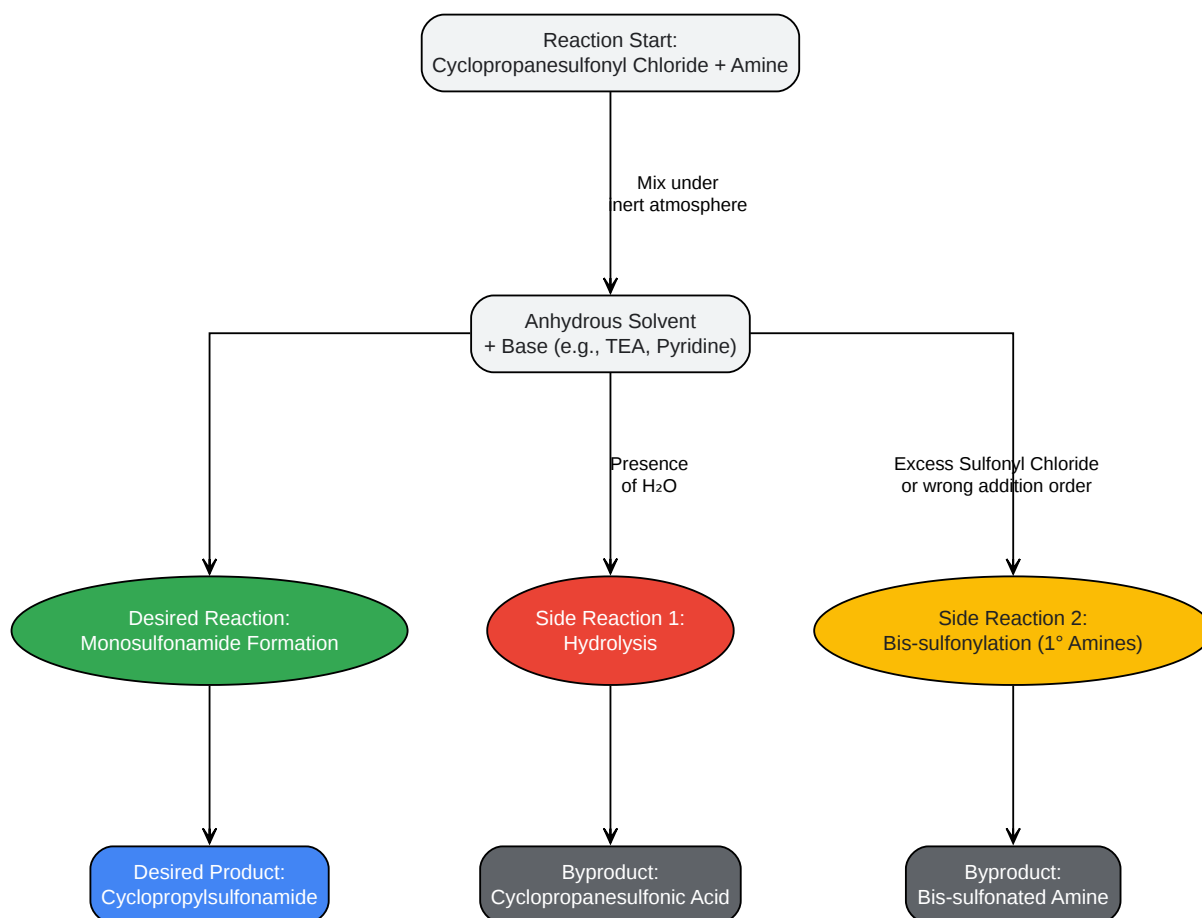 Reaction Start:
Cyclopropanesulfonyl Chloride + Amine
Mix under
inert atmosphere
Anhydrous Solvent
+ Base (e.g., TEA, Pyridine)
Presence
of H₂O
Excess Sulfonyl Chloride
or wrong addition order
Desired Reaction:
Monosulfonamide Formation
Side Reaction 1:
Hydrolysis
Side Reaction 2:
Bis-sulfonylation (1° Amines)
Desired Product:
Cyclopropylsulfonamide
Byproduct:
Cyclopropanesulfonic Acid
Byproduct:
Bis-sulfonated Amine